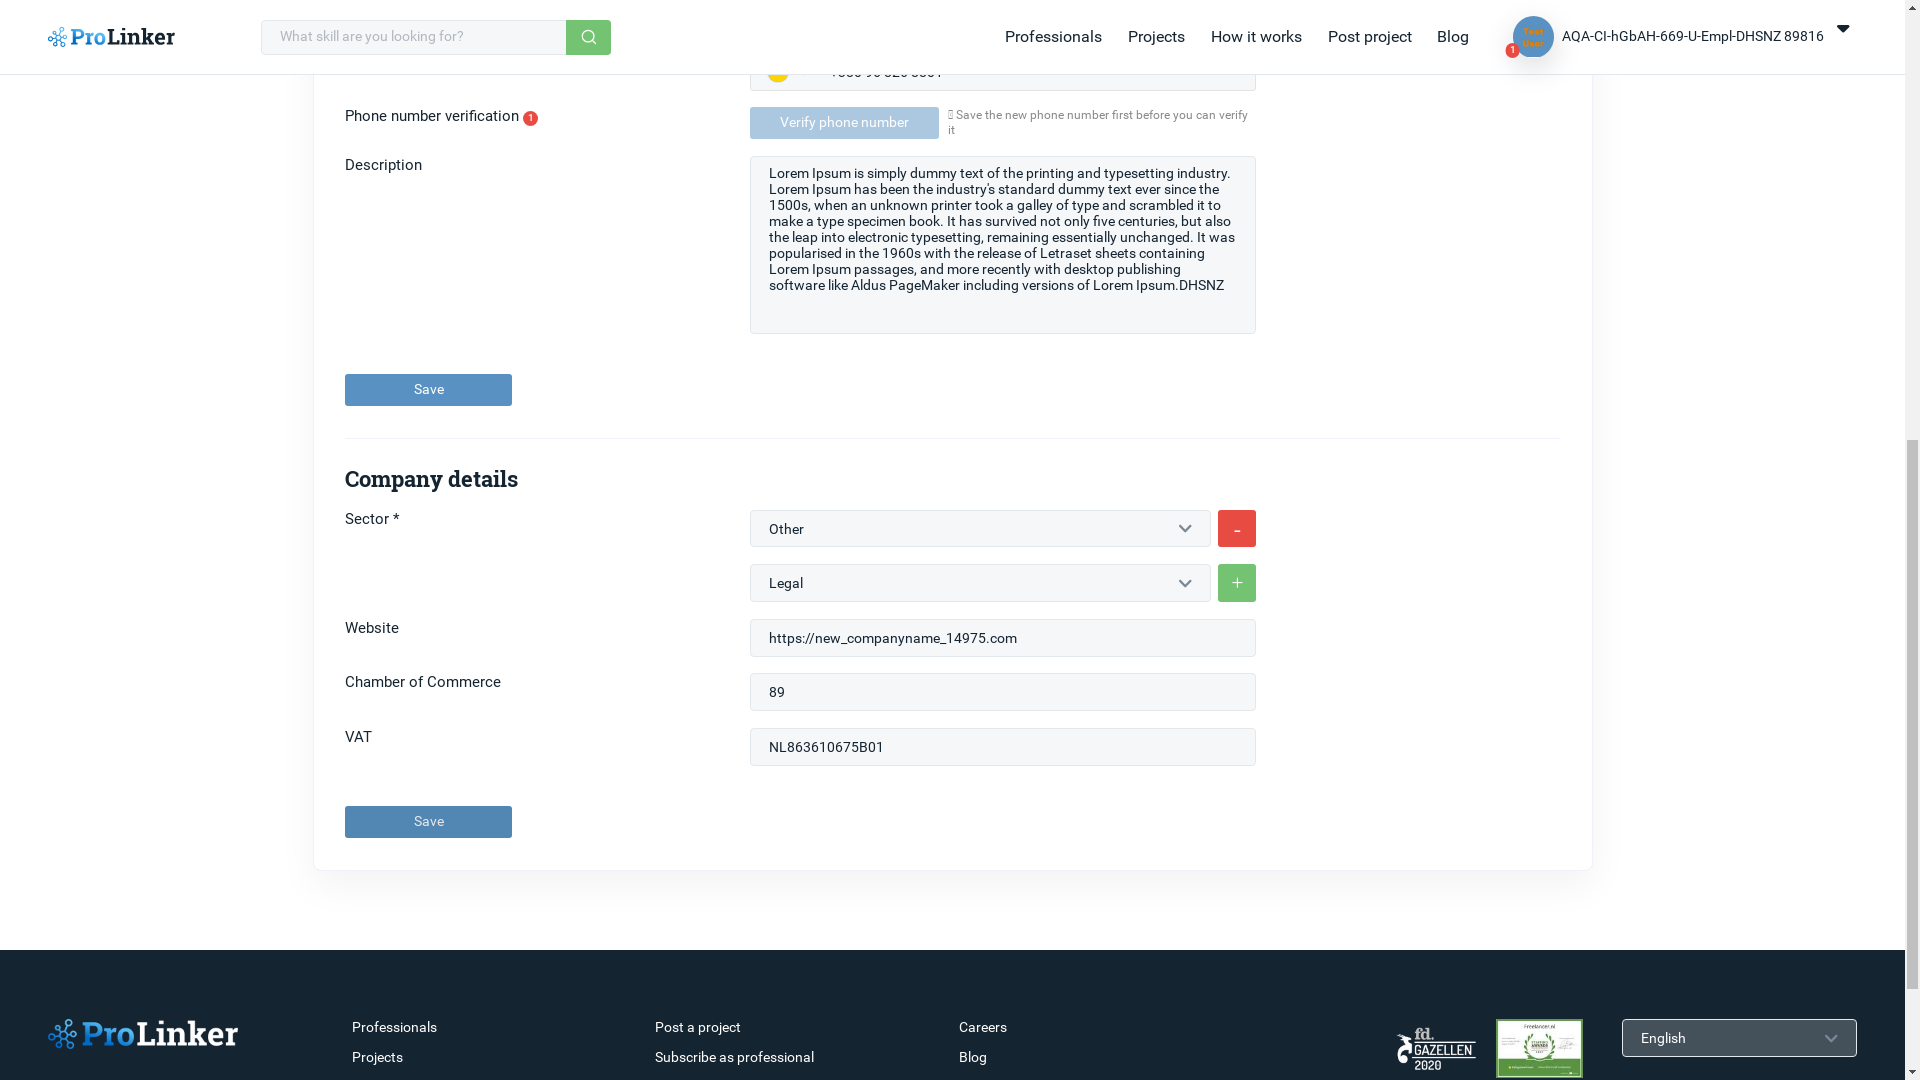 ProLinker
What skill are you looking for?
Professionals Projects How it works Post project Blog
1 AQA-CI-hGbAH-669-U-Empl-DHSNZ 89816
Phone number verification 1
Verify phone number
Save the new phone number first before you can verify
it
Description
Lorem Ipsum is simply dummy text of the printing and typesetting industry.
Lorem Ipsum has been the industry's standard dummy text ever since the
1500s, when an unknown printer took a galley of type and scrambled it to
make a type specimen book. It has survived not only five centuries, but also
the leap into electronic typesetting, remaining essentially unchanged. It was
popularised in the 1960s with the release of Letraset sheets containing
Lorem Ipsum passages, and more recently with desktop publishing
software like Aldus PageMaker including versions of Lorem Ipsum.DHSNZ
Save
Company details
Sector *
Other
-
Legal
+
Website
https://new_companyname_14975.com
Chamber of Commerce
89
VAT
NL863610675B01
Save
ProLinker
Professionals
Projects
Post a project
Subscribe as professional
Careers
Blog
fd.
GAZELLEN
2020
Freelancer.nl
English